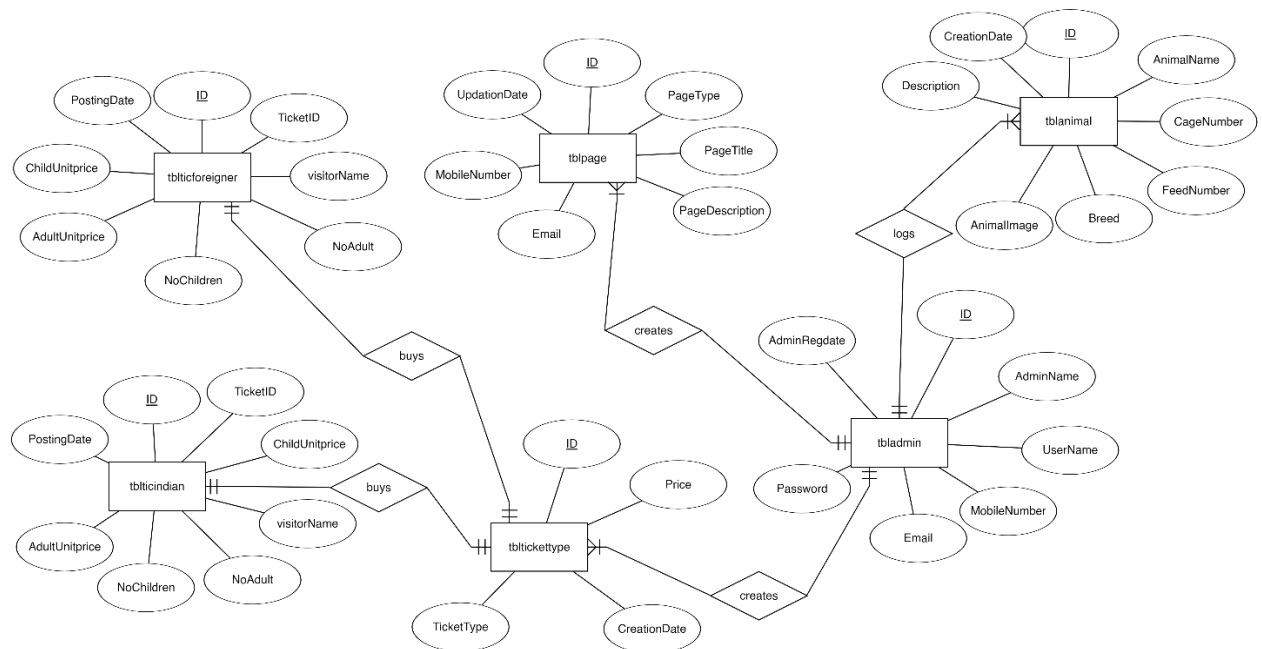 CreationDate
ID
AnimalName
Description
tblanimal
CageNumber
FeedNumber
Breed
AnimalImage
logs
ID
UpdationDate
PageType
tblpage
PageTitle
MobileNumber
PageDescription
Email
creates
ID
PostingDate
TicketID
tblticforeigner
ChildUnitprice
visitorName
AdultUnitprice
NoAdult
NoChildren
buys
ID
AdminRegdate
AdminName
tbladmin
UserName
Password
MobileNumber
Email
ID
TicketID
PostingDate
ChildUnitprice
tblticindian
visitorName
AdultUnitprice
NoAdult
NoChildren
buys
ID
Price
tbltickettype
TicketType
CreationDate
creates